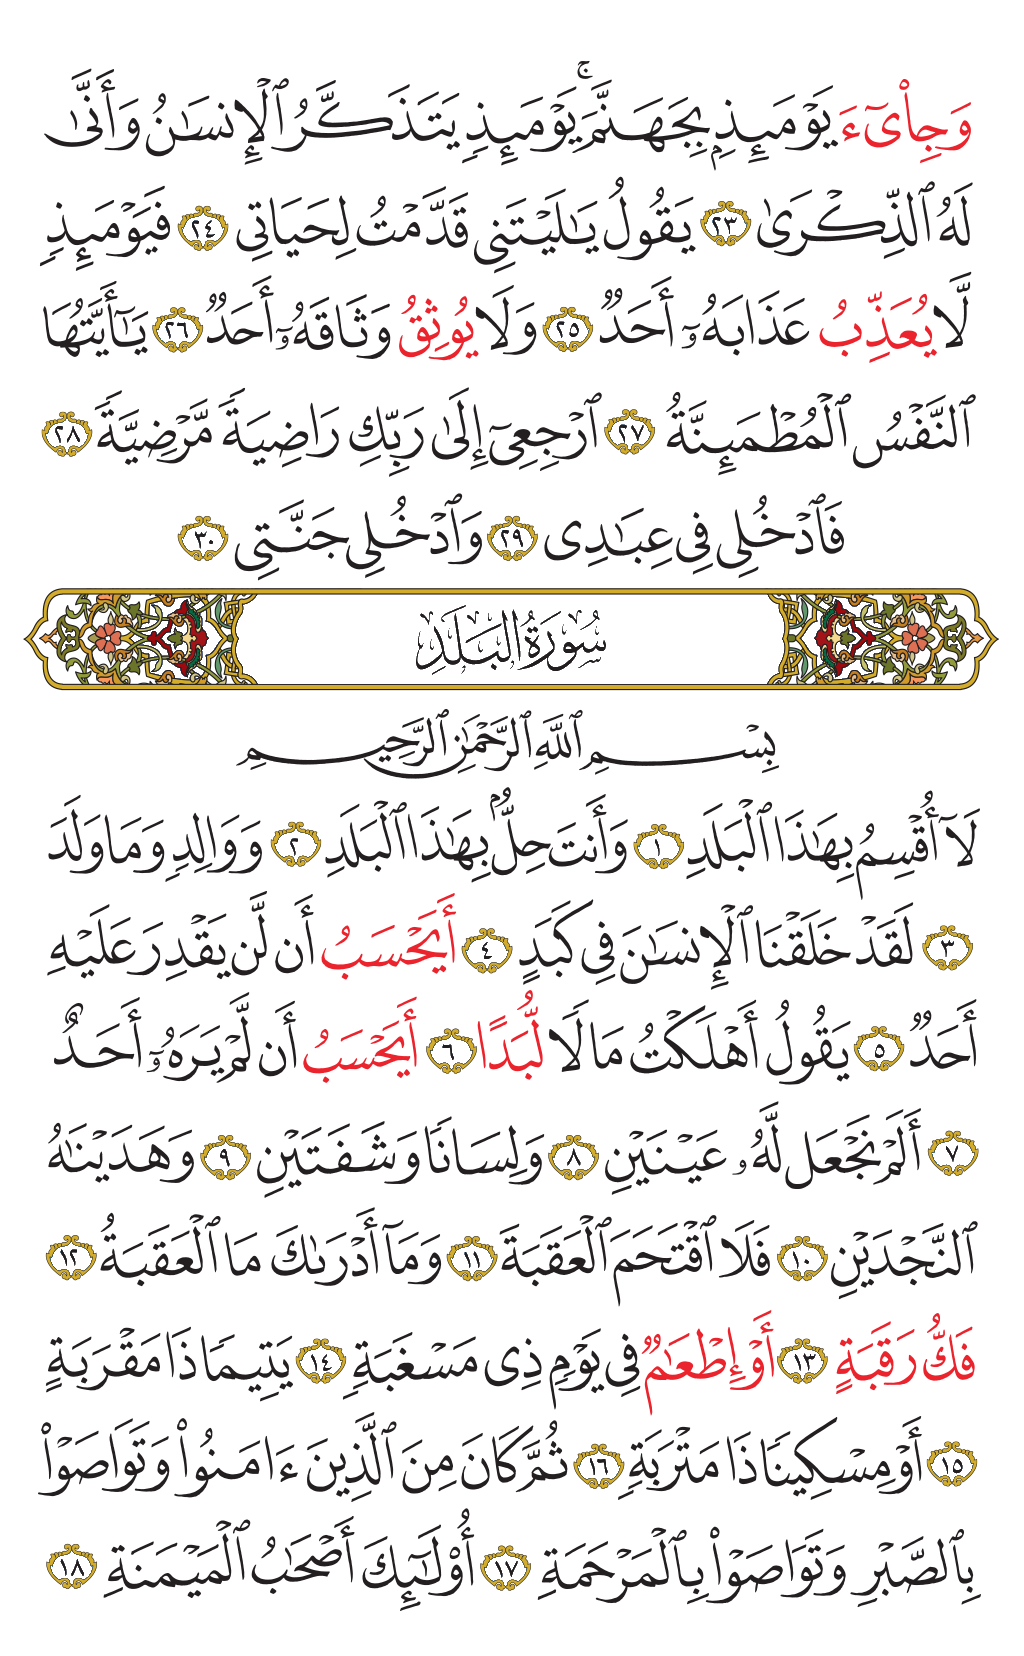 وَجِا۟ىٓءَ يَوْمَئِذِۭ بِجَهَنَّمَۚ يَوْمَئِذٍ يَتَذَكَّرُ ٱلْإِنسَٰنُ وَأَنَّىٰ
لَهُ ٱلذِّكْرَىٰ ٢٣ يَقُولُ يَٰلَيْتَنِى قَدَّمْتُ لِحَيَاتِى ٢٤ فَيَوْمَئِذٍ
لَّا يُعَذِّبُ عَذَابَهُۥٓ أَحَدٌ ٢٥ وَلَا يُوثِقُ وَثَاقَهُۥٓ أَحَدٌ ٢٦ يَٰٓأَيَّتُهَا
ٱلنَّفْسُ ٱلْمُطْمَئِنَّةُ ٢٧ ٱرْجِعِىٓ إِلَىٰ رَبِّكِ رَاضِيَةً مَّرْضِيَّةً ٢٨
فَٱدْخُلِى فِى عِبَٰدِى ٢٩ وَٱدْخُلِى جَنَّتِى ٣٠
سُورَةُ البَلَدِ
بِسْمِ ٱللَّهِ ٱلرَّحْمَٰنِ ٱلرَّحِيمِ
لَآ أُقْسِمُ بِهَٰذَا ٱلْبَلَدِ ١ وَأَنتَ حِلٌّۢ بِهَٰذَا ٱلْبَلَدِ ٢ وَوَالِدٍ وَمَا وَلَدَ
٣ لَقَدْ خَلَقْنَا ٱلْإِنسَٰنَ فِى كَبَدٍ ٤ أَيَحْسَبُ أَن لَّن يَقْدِرَ عَلَيْهِ
أَحَدٌ ٥ يَقُولُ أَهْلَكْتُ مَالًا لُّبَدًا ٦ أَيَحْسَبُ أَن لَّمْ يَرَهُۥٓ أَحَدٌ
٧ أَلَمْ نَجْعَل لَّهُۥ عَيْنَيْنِ ٨ وَلِسَانًا وَشَفَتَيْنِ ٩ وَهَدَيْنَٰهُ
ٱلنَّجْدَيْنِ ١٠ فَلَا ٱقْتَحَمَ ٱلْعَقَبَةَ ١١ وَمَآ أَدْرَىٰكَ مَا ٱلْعَقَبَةُ ١٢
فَكُّ رَقَبَةٍ ١٣ أَوْ إِطْعَٰمٌ فِى يَوْمٍ ذِى مَسْغَبَةٍ ١٤ يَتِيمًا ذَا مَقْرَبَةٍ
١٥ أَوْ مِسْكِينًا ذَا مَتْرَبَةٍ ١٦ ثُمَّ كَانَ مِنَ ٱلَّذِينَ ءَامَنُوا۟ وَتَوَاصَوْا۟
بِٱلصَّبْرِ وَتَوَاصَوْا۟ بِٱلْمَرْحَمَةِ ١٧ أُو۟لَٰٓئِكَ أَصْحَٰبُ ٱلْمَيْمَنَةِ ١٨